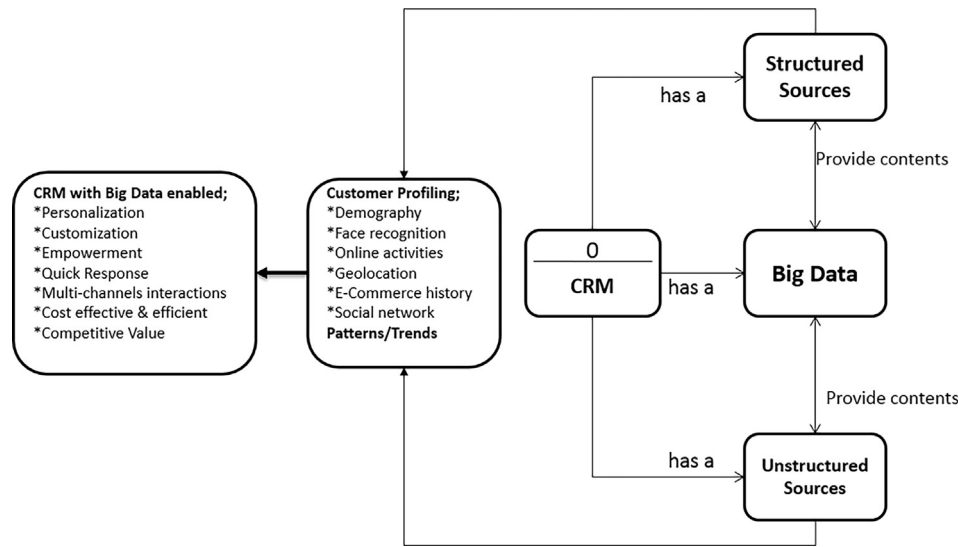 CRM with Big Data enabled;
*Personalization
*Customization
*Empowerment
*Quick Response
*Multi-channels interactions
*Cost effective & efficient
*Competitive Value
Customer Profiling;
*Demography
*Face recognition
*Online activities
*Geolocation
*E-Commerce history
*Social network
Patterns/Trends
0
CRM
has a
has a
has a
Structured
Sources
Provide contents
Big Data
Provide contents
Unstructured
Sources